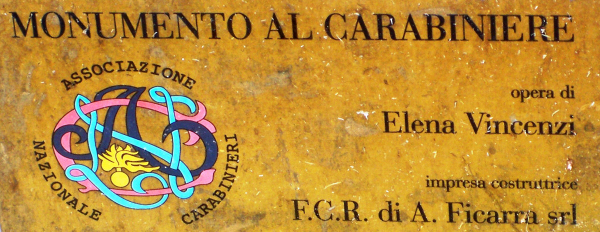 MONUMENTO AL CARABINIERE
ASSOCIAZIONE
NAZIONALE
CARABINIERI
opera di
Elena Vincenzi
impresa costruttrice
F.C.R. di A. Ficarra srl